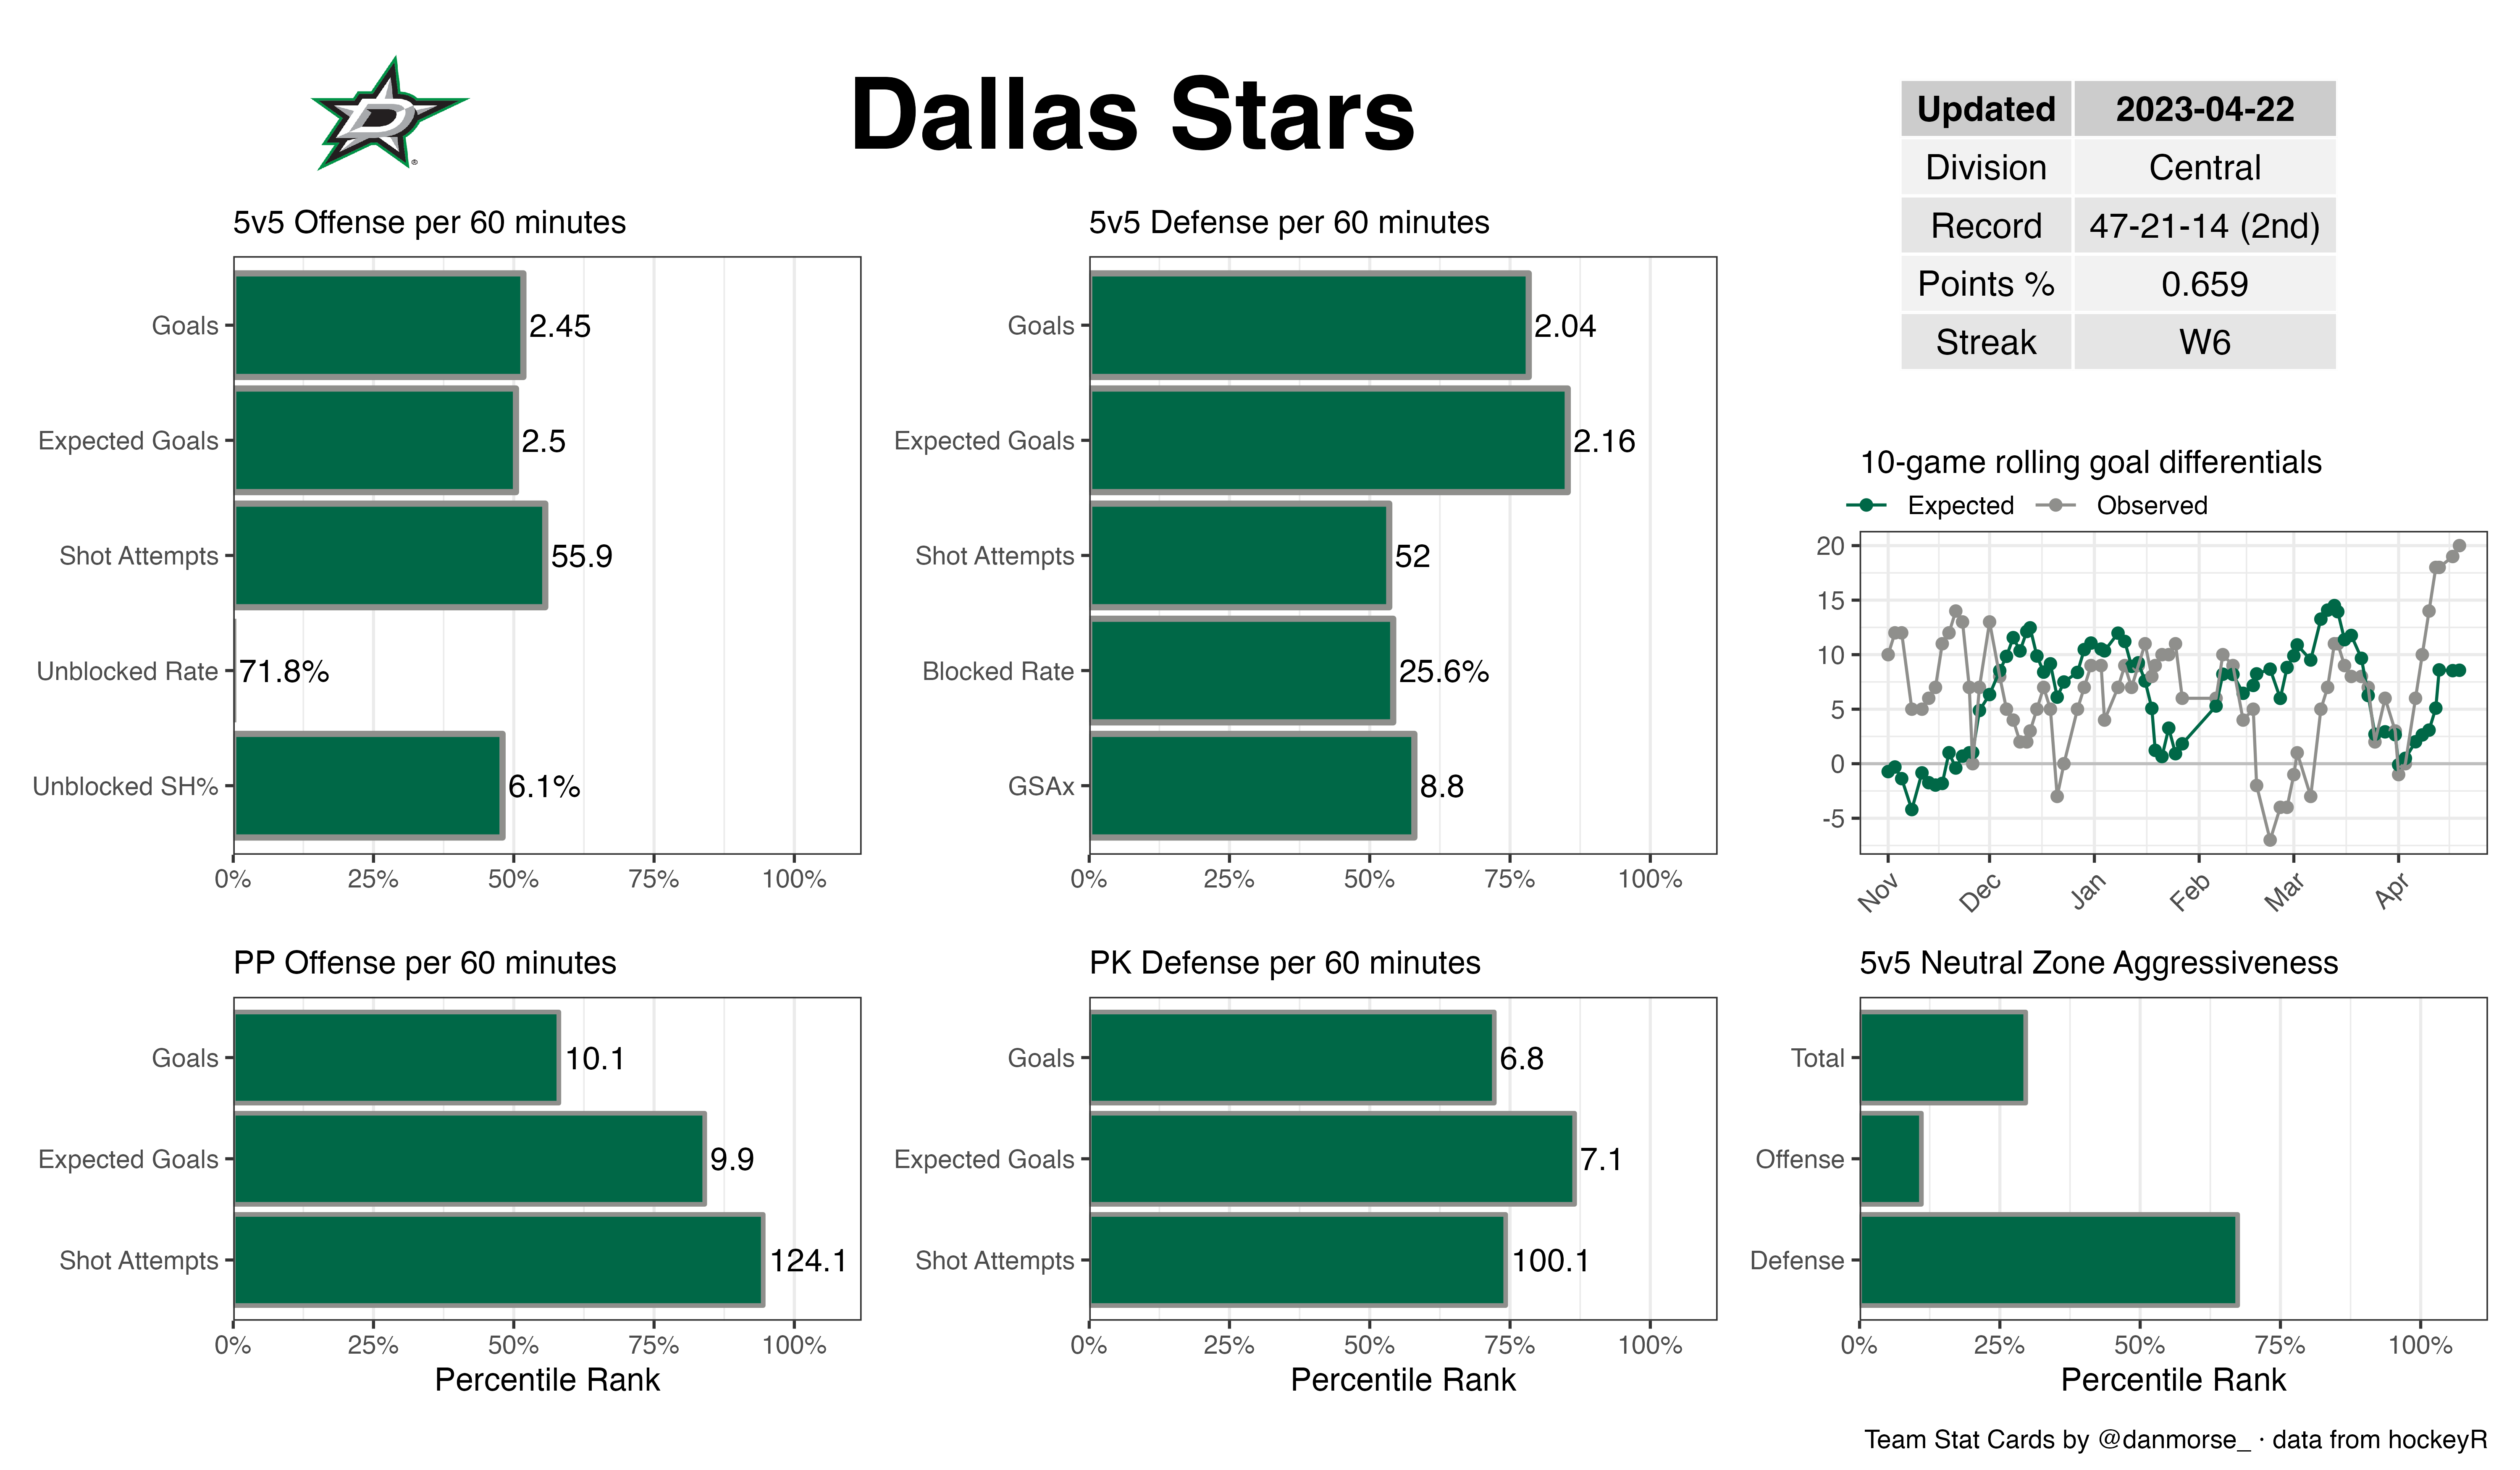 Dallas Stars
Updated 2023-04-22
Division Central
Record 47-21-14 (2nd)
Points % 0.659
Streak W6
5v5 Offense per 60 minutes
Goals 2.45
Expected Goals 2.5
Shot Attempts 55.9
Unblocked Rate 71.8%
Unblocked SH% 6.1%
0% 25% 50% 75% 100%
5v5 Defense per 60 minutes
Goals 2.04
Expected Goals 2.16
Shot Attempts 52
Blocked Rate 25.6%
GSAx 8.8
0% 25% 50% 75% 100%
10-game rolling goal differentials
Expected Observed
20
15
10
5
0
-5
Nov Dec Jan Feb Mar Apr
PP Offense per 60 minutes
Goals 10.1
Expected Goals 9.9
Shot Attempts 124.1
0% 25% 50% 75% 100%
Percentile Rank
PK Defense per 60 minutes
Goals 6.8
Expected Goals 7.1
Shot Attempts 100.1
0% 25% 50% 75% 100%
Percentile Rank
5v5 Neutral Zone Aggressiveness
Total
Offense
Defense
0% 25% 50% 75% 100%
Percentile Rank
Team Stat Cards by @danmorse_ · data from hockeyR